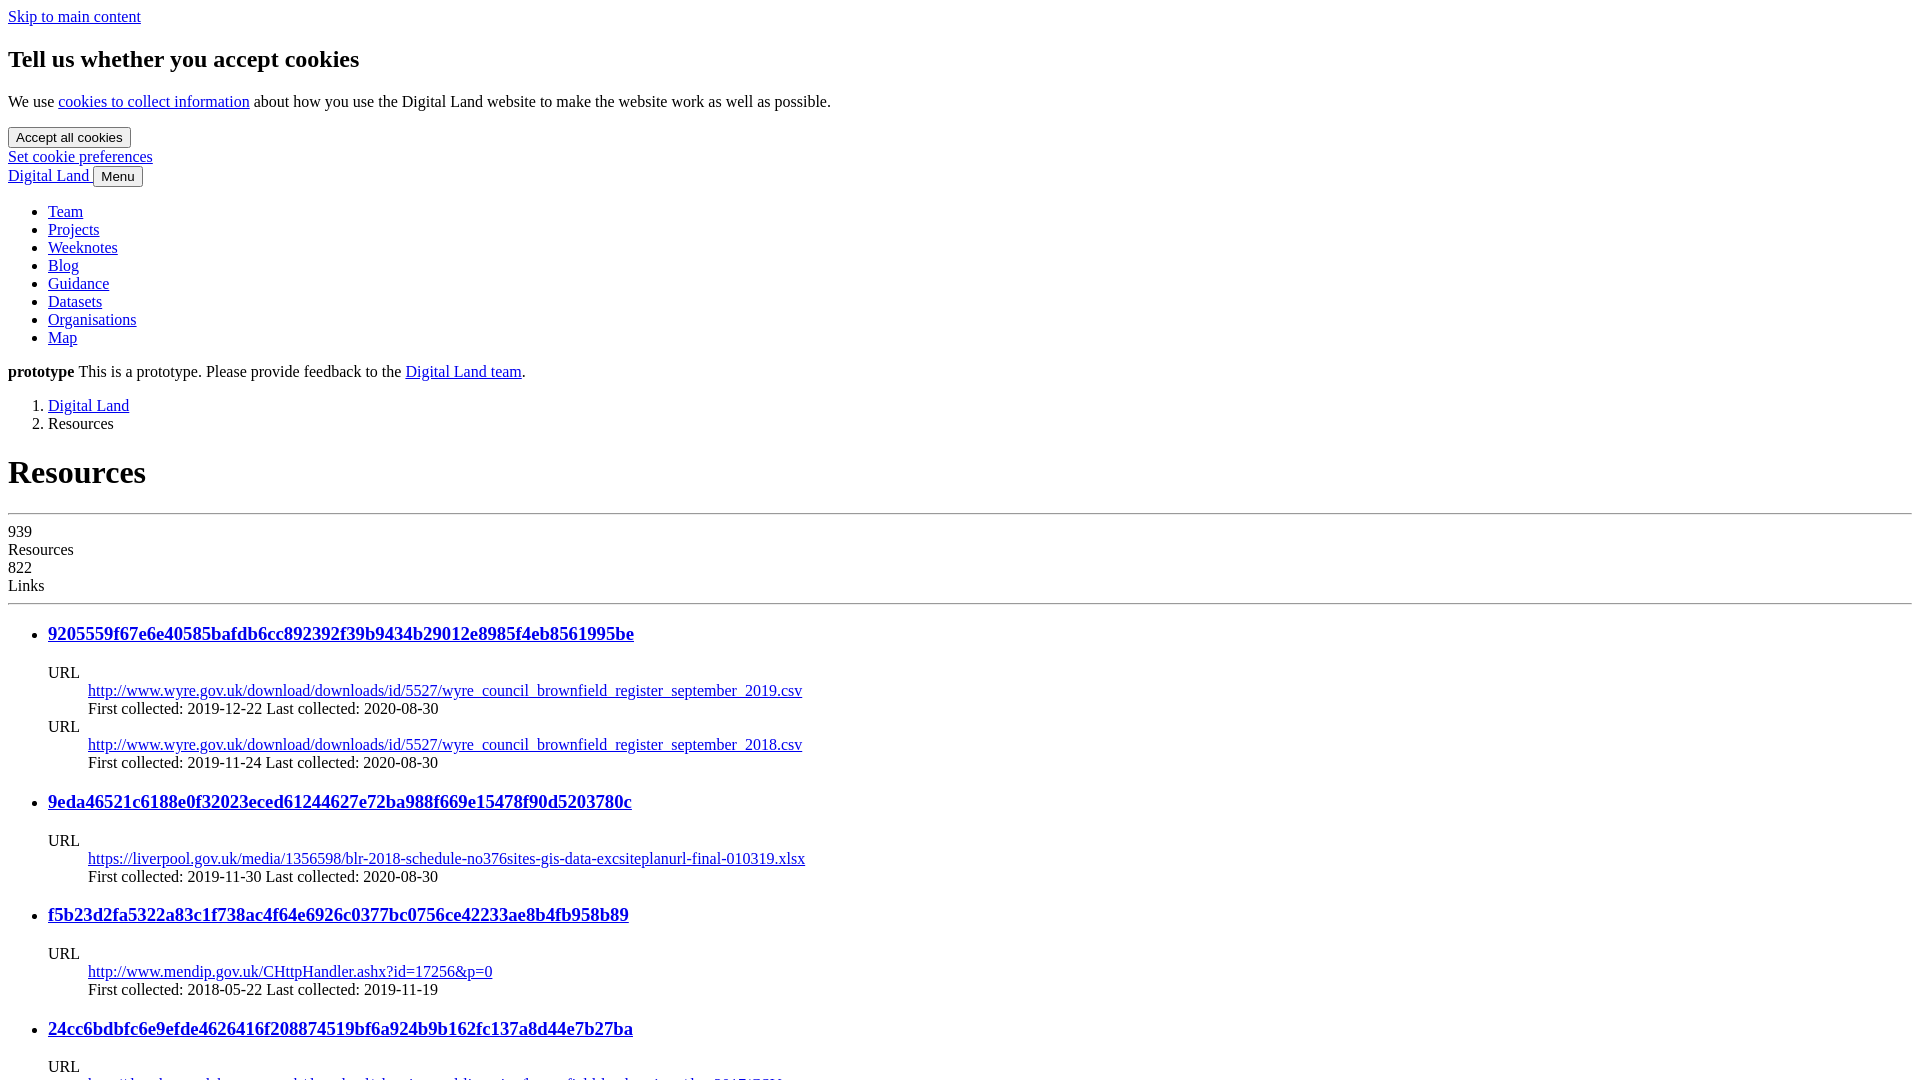 Skip to main content
Tell us whether you accept cookies
We use cookies to collect information about how you use the Digital Land website to make the website work as well as possible.
Accept all cookies
Set cookie preferences
Digital Land Menu
Team
Projects
Weeknotes
Blog
Guidance
Datasets
Organisations
Map
prototype This is a prototype. Please provide feedback to the Digital Land team.
1. Digital Land
2. Resources
Resources
939
Resources
822
Links
9205559f67e6e40585bafdb6cc892392f39b9434b29012e8985f4eb8561995be
URL
http://www.wyre.gov.uk/download/downloads/id/5527/wyre_council_brownfield_register_september_2019.csv
First collected: 2019-12-22 Last collected: 2020-08-30
URL
http://www.wyre.gov.uk/download/downloads/id/5527/wyre_council_brownfield_register_september_2018.csv
First collected: 2019-11-24 Last collected: 2020-08-30
9eda46521c6188e0f32023eced61244627e72ba988f669e15478f90d5203780c
URL
https://liverpool.gov.uk/media/1356598/blr-2018-schedule-no376sites-gis-data-excsiteplanurl-final-010319.xlsx
First collected: 2019-11-30 Last collected: 2020-08-30
f5b23d2fa5322a83c1f738ac4f64e6926c0377bc0756ce42233ae8b4fb958b89
URL
http://www.mendip.gov.uk/CHttpHandler.ashx?id=17256&p=0
First collected: 2018-05-22 Last collected: 2019-11-19
24cc6bdbfc6e9efde4626416f208874519bf6a924b9b162fc137a8d44e7b27ba
URL